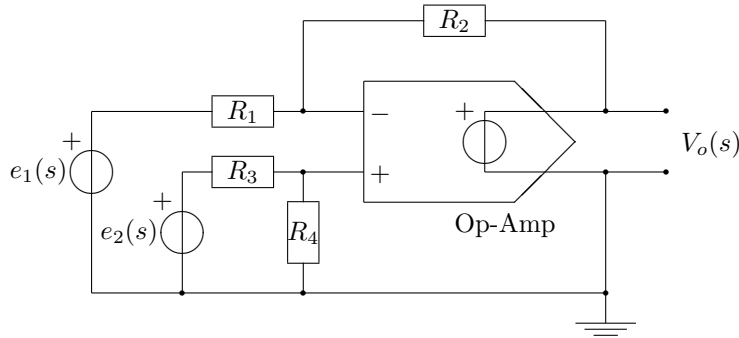 R₂
+
R₁
−
+
Vₒ(s)
+
e₁(s)
R₃
+
+
e₂(s)
R₄
Op-Amp